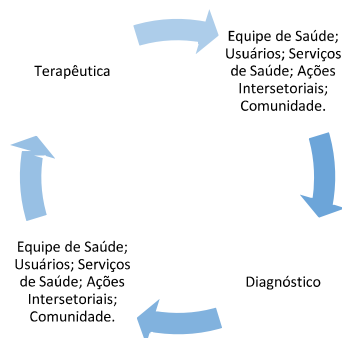 Terapêutica
Equipe de Saúde;
Usuários; Serviços
de Saúde; Ações
Intersetoriais;
Comunidade.
Diagnóstico
Equipe de Saúde;
Usuários; Serviços
de Saúde; Ações
Intersetoriais;
Comunidade.